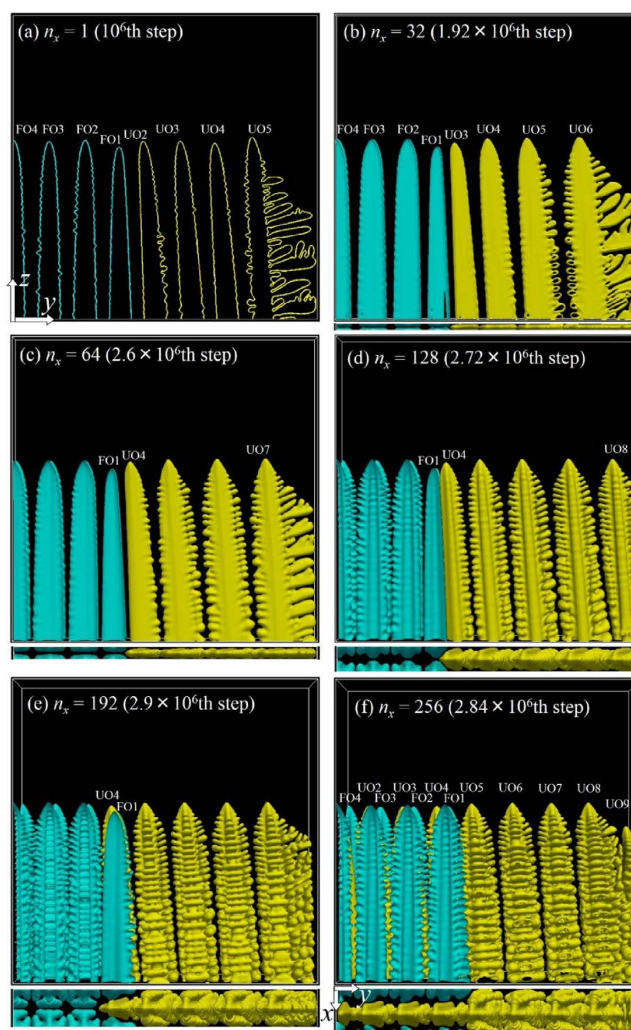 (a) nₓ = 1 (10⁶th step)
FO4 FO3 FO2 FO1 UO2 UO3 UO4 UO5
z
y
(b) nₓ = 32 (1.92 × 10⁶th step)
FO4 FO3 FO2 FO1 UO3 UO4 UO5 UO6
(c) nₓ = 64 (2.6 × 10⁶th step)
FO1 UO4 UO7
(d) nₓ = 128 (2.72 × 10⁶th step)
FO1 UO4 UO8
(e) nₓ = 192 (2.9 × 10⁶th step)
UO4
FO1
(f) nₓ = 256 (2.84 × 10⁶th step)
UO2 UO3 UO4 UO5 UO6 UO7 UO8
FO4 FO3 FO2 FO1 UO9
y
x